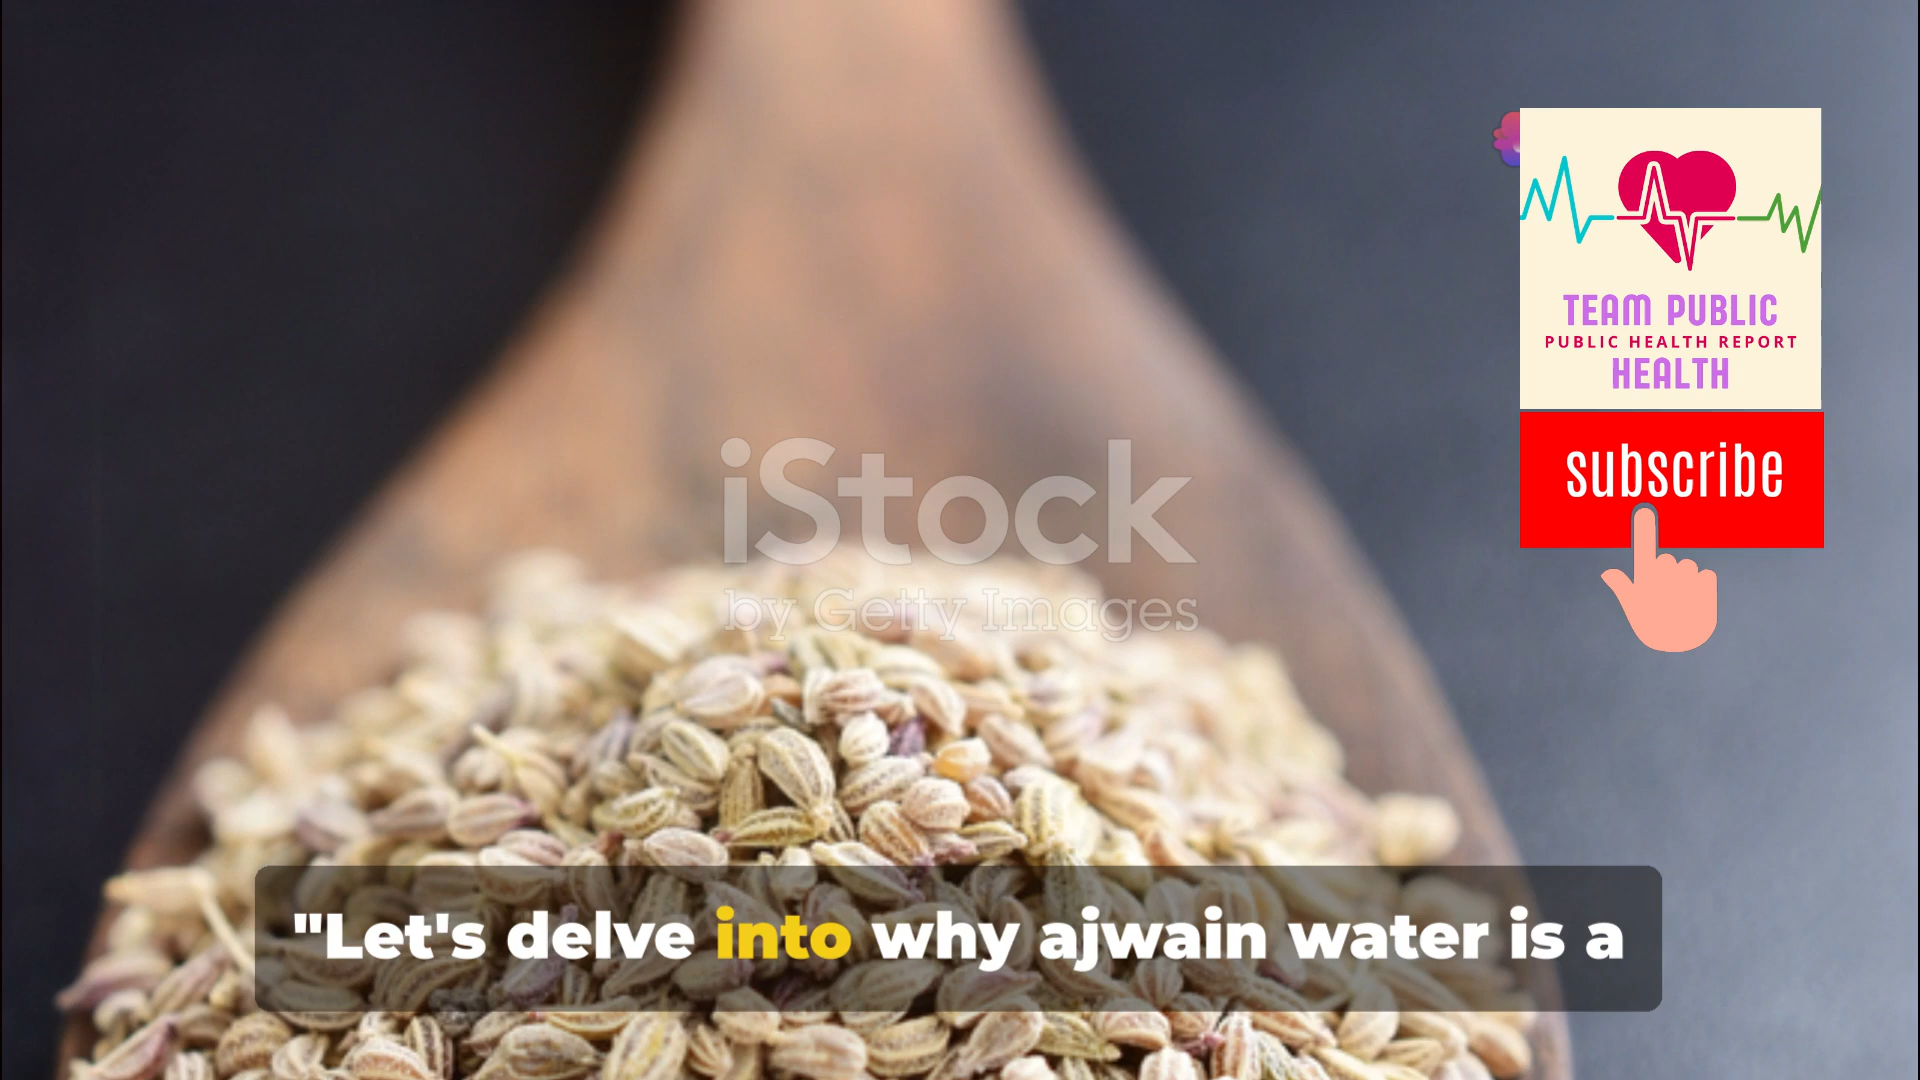 TEAM PUBLIC
PUBLIC HEALTH REPORT
HEALTH
subscribe
iStock
by Getty Images
"Let's delve into why ajwain water is a